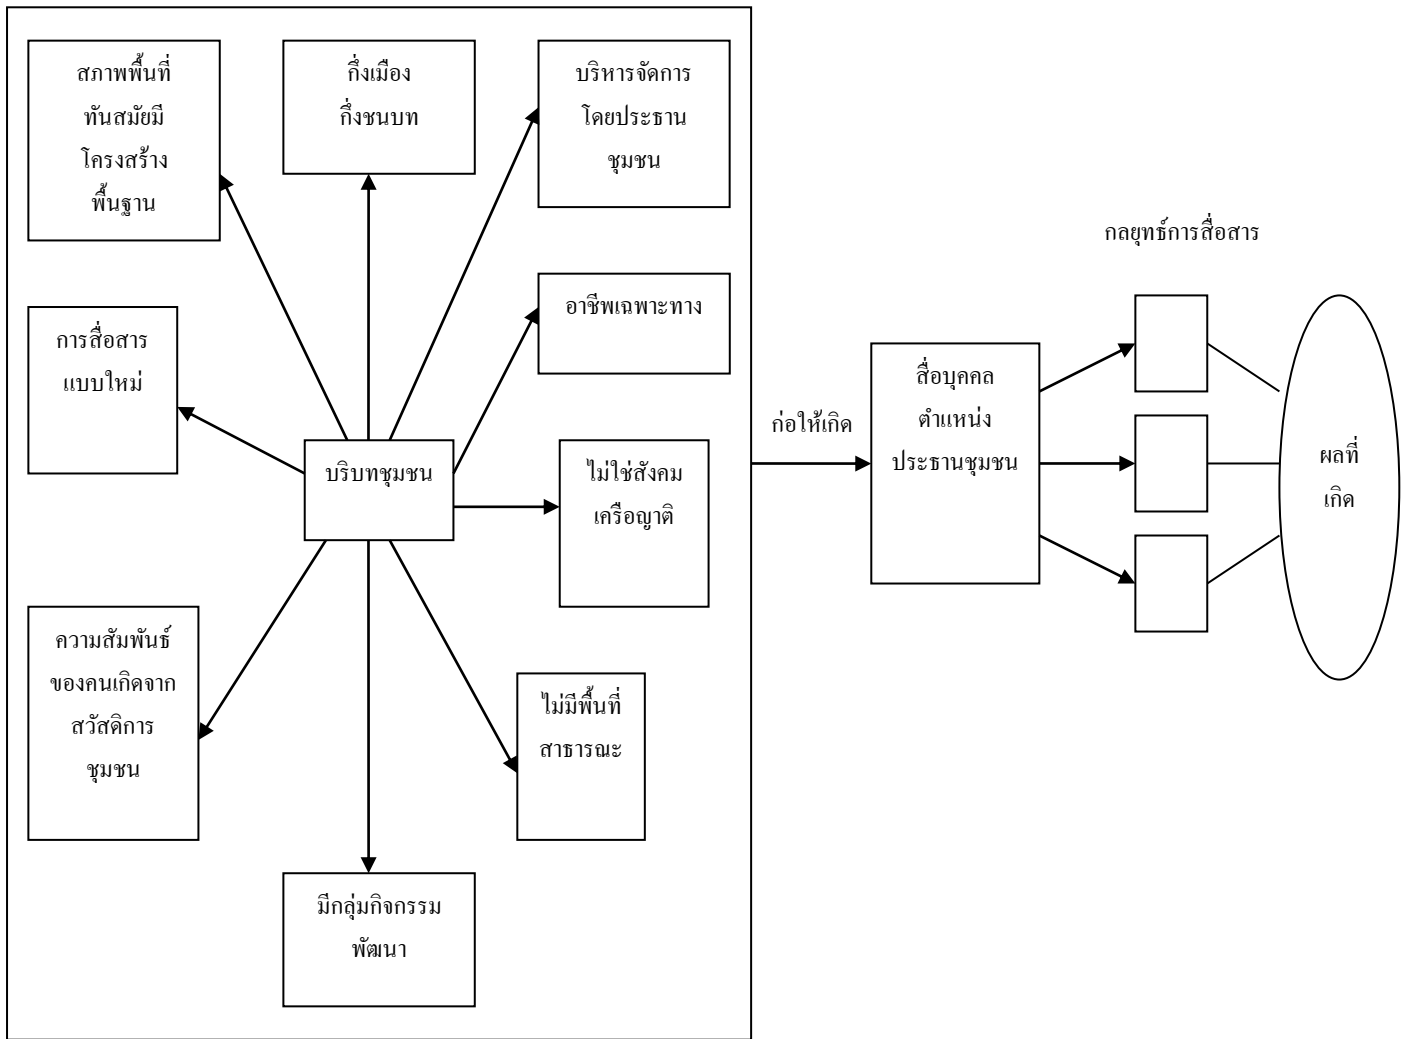 สภาพพื้นที่
ทันสมัยมี
โครงสร้าง
พื้นฐาน
กึ่งเมือง
กึ่งชนบท
บริหารจัดการ
โดยประธาน
ชุมชน
การสื่อสาร
แบบใหม่
อาชีพเฉพาะทาง
บริบทชุมชน
ไม่ใช่สังคม
เครือญาติ
ความสัมพันธ์
ของคนเกิดจาก
สวัสดิการ
ชุมชน
ไม่มีพื้นที่
สาธารณะ
มีกลุ่มกิจกรรม
พัฒนา
ก่อให้เกิด
สื่อบุคคล
ตำแหน่ง
ประธานชุมชน
กลยุทธ์การสื่อสาร
ผลที่
เกิด